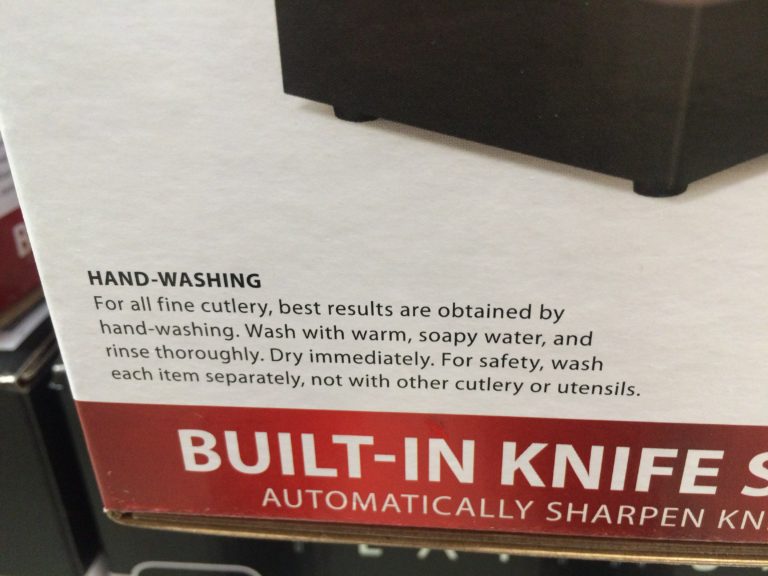 HAND-WASHING
For all fine cutlery, best results are obtained by
hand-washing. Wash with warm, soapy water, and
rinse thoroughly. Dry immediately. For safety, wash
each item separately, not with other cutlery or utensils.
BUILT-IN KNIFE S
AUTOMATICALLY SHARPEN KN